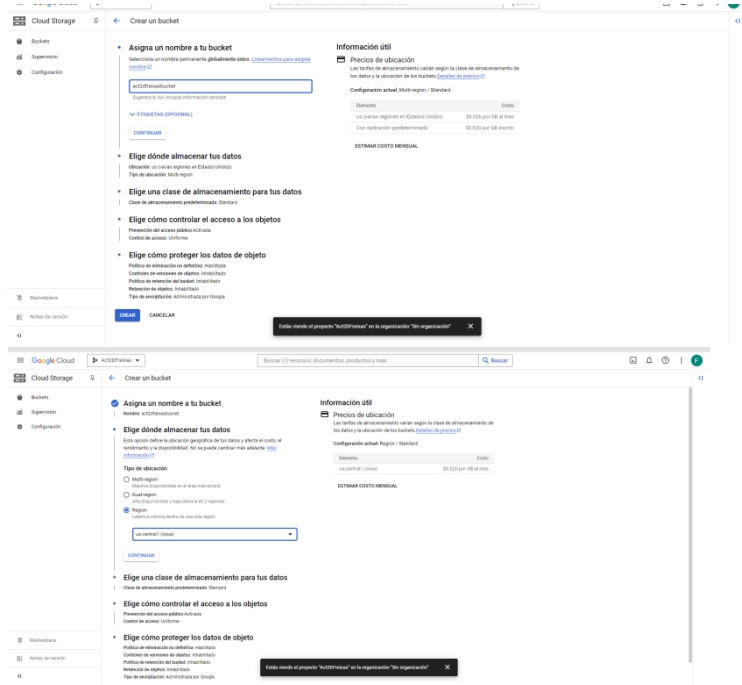 Cloud Storage
Crear un bucket
Buckets
Supervisión
Configuración
Asigna un nombre a tu bucket
Selecciona un nombre permanente globalmente único. Lineamientos para asignar
nombre
act2dfreixasbucket
Sugerencia: No incluyas información sensible
ETIQUETAS (OPCIONAL)
CONTINUAR
Elige dónde almacenar tus datos
Ubicación: us (varias regiones en Estados Unidos)
Tipo de ubicación: Multi-region
Elige una clase de almacenamiento para tus datos
Clase de almacenamiento predeterminada: Standard
Elige cómo controlar el acceso a los objetos
Prevención del acceso público: Activada
Control de acceso: Uniforme
Elige cómo proteger los datos de objeto
Política de eliminación no definitiva: Habilitada
Controles de versiones de objetos: Inhabilitado
Política de retención del bucket: Inhabilitado
Retención de objetos: Inhabilitado
Tipo de encriptación: Administrada por Google
CREAR CANCELAR
Información útil
Precios de ubicación
Las tarifas de almacenamiento varían según la clase de almacenamiento de
los datos y la ubicación de los buckets. Detalles de precios
Configuración actual: Multi-region / Standard
Elemento Costo
us (varias regiones en Estados Unidos) $0.026 por GB al mes
Con replicación predeterminada $0.020 por GB escrito
ESTIMAR COSTO MENSUAL
Marketplace
Notas de versión
Estás viendo el proyecto "Act2DFreixas" en la organización "Sin organización".
Google Cloud Act2DFreixas Buscar (/) recursos, documentos, productos y más Buscar F
Cloud Storage
Crear un bucket
Buckets
Supervisión
Configuración
Asigna un nombre a tu bucket
Nombre: act2dfreixasbucket
Elige dónde almacenar tus datos
Esta opción define la ubicación geográfica de tus datos y afecta el costo, el
rendimiento y la disponibilidad. No se puede cambiar más adelante. Más
información
Tipo de ubicación
Multi-region
Máxima disponibilidad en el área más amplia
Dual-region
Alta disponibilidad y baja latencia en 2 regiones
Region
Latencia mínima dentro de una sola región
us-central1 (Iowa)
CONTINUAR
Elige una clase de almacenamiento para tus datos
Clase de almacenamiento predeterminada: Standard
Elige cómo controlar el acceso a los objetos
Prevención del acceso público: Activada
Control de acceso: Uniforme
Elige cómo proteger los datos de objeto
Política de eliminación no definitiva: Habilitada
Controles de versiones de objetos: Inhabilitado
Política de retención del bucket: Inhabilitado
Retención de objetos: Inhabilitado
Tipo de encriptación: Administrada por Google
Información útil
Precios de ubicación
Las tarifas de almacenamiento varían según la clase de almacenamiento de
los datos y la ubicación de los buckets. Detalles de precios
Configuración actual: Region / Standard
Elemento Costo
us-central1 (Iowa) $0.020 por GB al mes
ESTIMAR COSTO MENSUAL
Marketplace
Notas de versión
Estás viendo el proyecto "Act2DFreixas" en la organización "Sin organización".